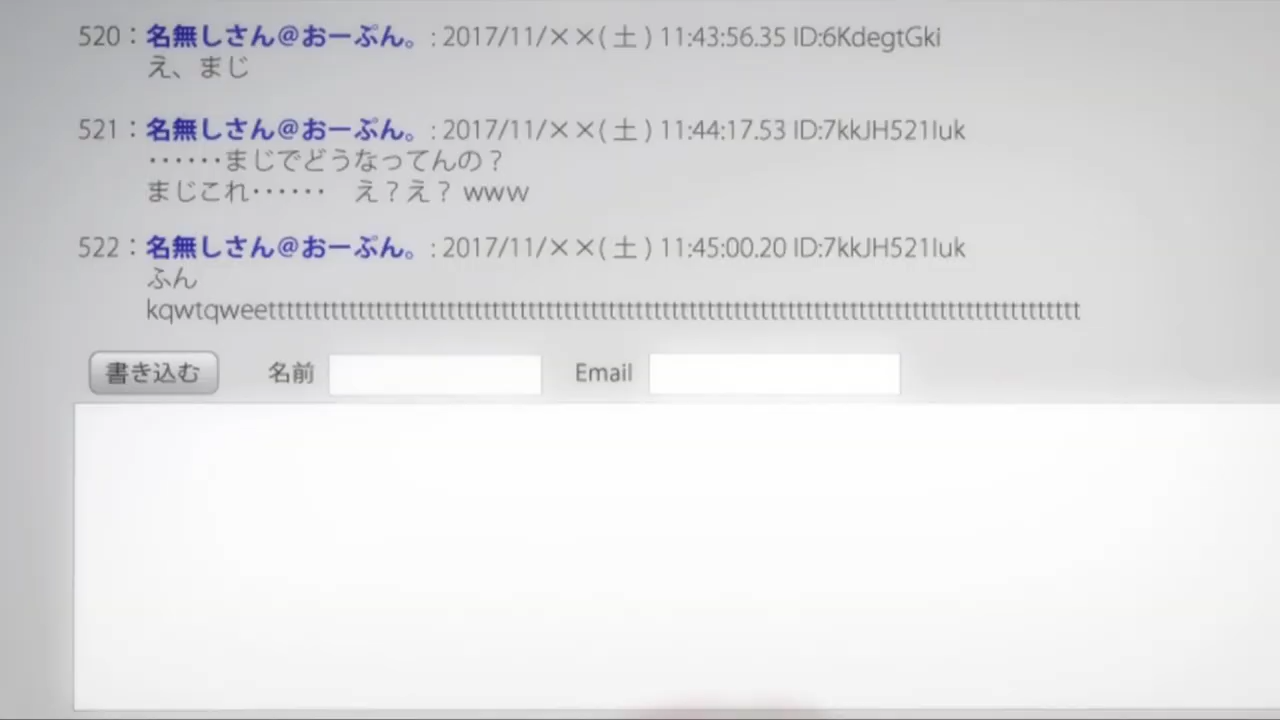 520：名無しさん＠おーぷん。: 2017/11/××( 土 ) 11:43:56.35 ID:6KdegtGki
え、まじ
521：名無しさん＠おーぷん。: 2017/11/××( 土 ) 11:44:17.53 ID:7kkJH521luk
･･････まじでどうなってんの？
まじこれ･･････　え？え？ www
522：名無しさん＠おーぷん。: 2017/11/××( 土 ) 11:45:00.20 ID:7kkJH521luk
ふん
kqwtqweetttttttttttttttttttttttttttttttttttttttttttttttttttttttttttttttttttttttttttttttttttttttt
書き込む　名前　Email